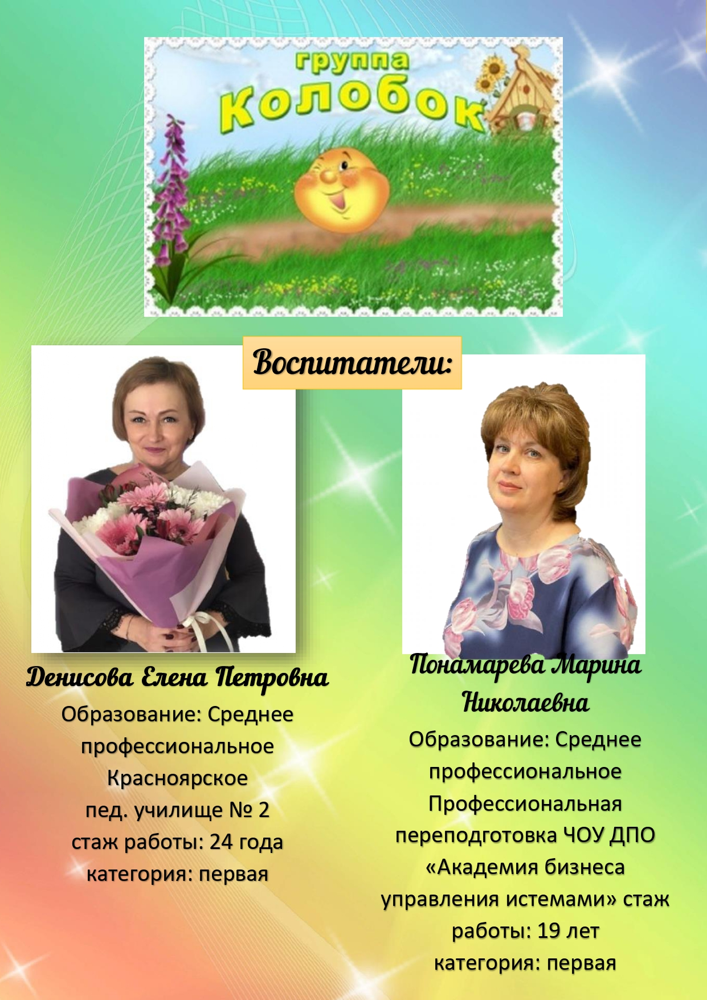 группа
Колобок
Воспитатели:
Денисова Елена Петровна
Образование: Среднее
профессиональное
Красноярское
пед. училище № 2
стаж работы: 24 года
категория: первая
Понамарева Марина
Николаевна
Образование: Среднее
профессиональное
Профессиональная
переподготовка ЧОУ ДПО
«Академия бизнеса
управления истемами» стаж
работы: 19 лет
категория: первая